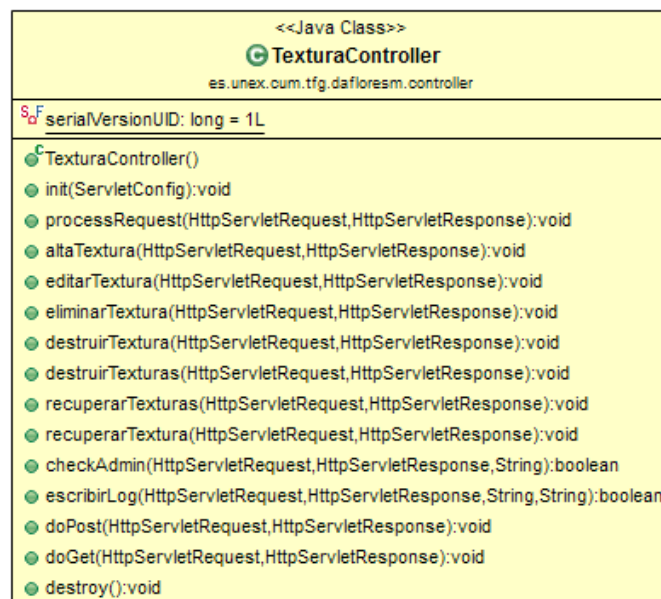 <<Java Class>>
C TexturaController
es.unex.cum.tfg.dafloresm.controller
S F serialVersionUID: long = 1L
C TexturaController()
init(ServletConfig):void
processRequest(HttpServletRequest,HttpServletResponse):void
altaTextura(HttpServletRequest,HttpServletResponse):void
editarTextura(HttpServletRequest,HttpServletResponse):void
eliminarTextura(HttpServletRequest,HttpServletResponse):void
destruirTextura(HttpServletRequest,HttpServletResponse):void
destruirTexturas(HttpServletRequest,HttpServletResponse):void
recuperarTexturas(HttpServletRequest,HttpServletResponse):void
recuperarTextura(HttpServletRequest,HttpServletResponse):void
checkAdmin(HttpServletRequest,HttpServletResponse,String):boolean
escribirLog(HttpServletRequest,HttpServletResponse,String,String):boolean
doPost(HttpServletRequest,HttpServletResponse):void
doGet(HttpServletRequest,HttpServletResponse):void
destroy():void